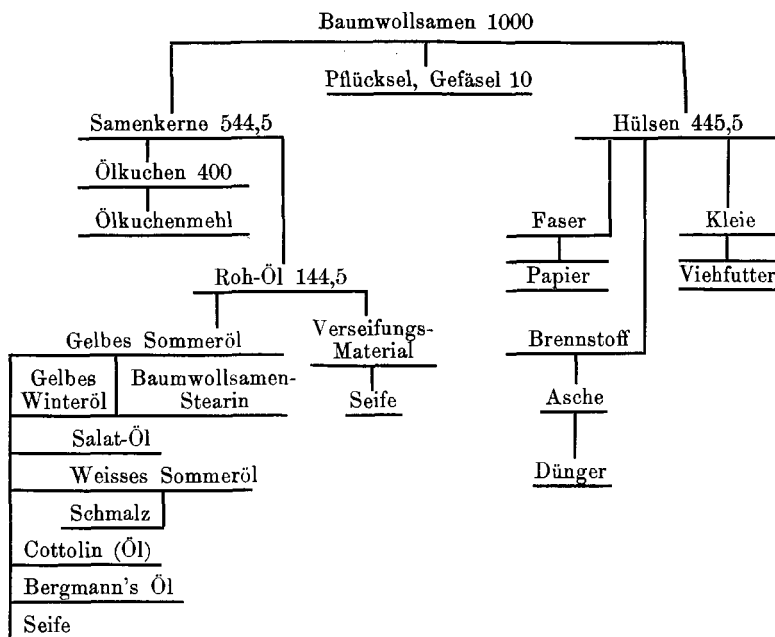 Baumwollsamen 1000
Pflücksel, Gefäsel 10
Samenkerne 544,5
Hülsen 445,5
Ölkuchen 400
Ölkuchenmehl
Faser
Kleie
Papier
Viehfutter
Roh-Öl 144,5
Gelbes Sommeröl
Verseifungs-
Material
Brennstoff
Gelbes
Winteröl
Baumwollsamen-
Stearin
Seife
Asche
Salat-Öl
Weisses Sommeröl
Dünger
Schmalz
Cottolin (Öl)
Bergmann's Öl
Seife